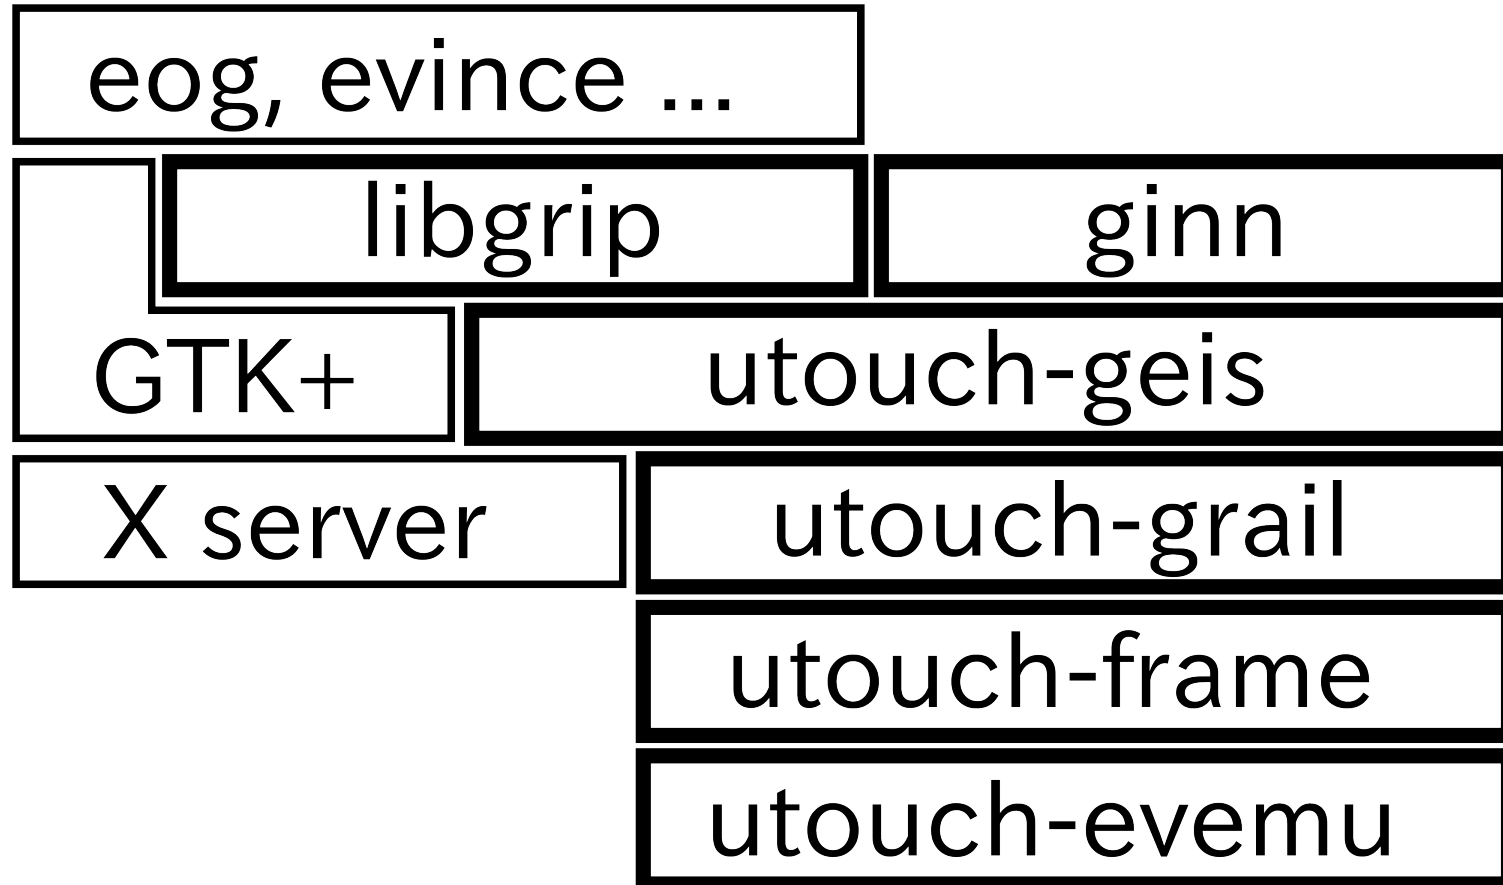 eog, evince ...
libgrip
ginn
GTK+
utouch-geis
X server
utouch-grail
utouch-frame
utouch-evemu